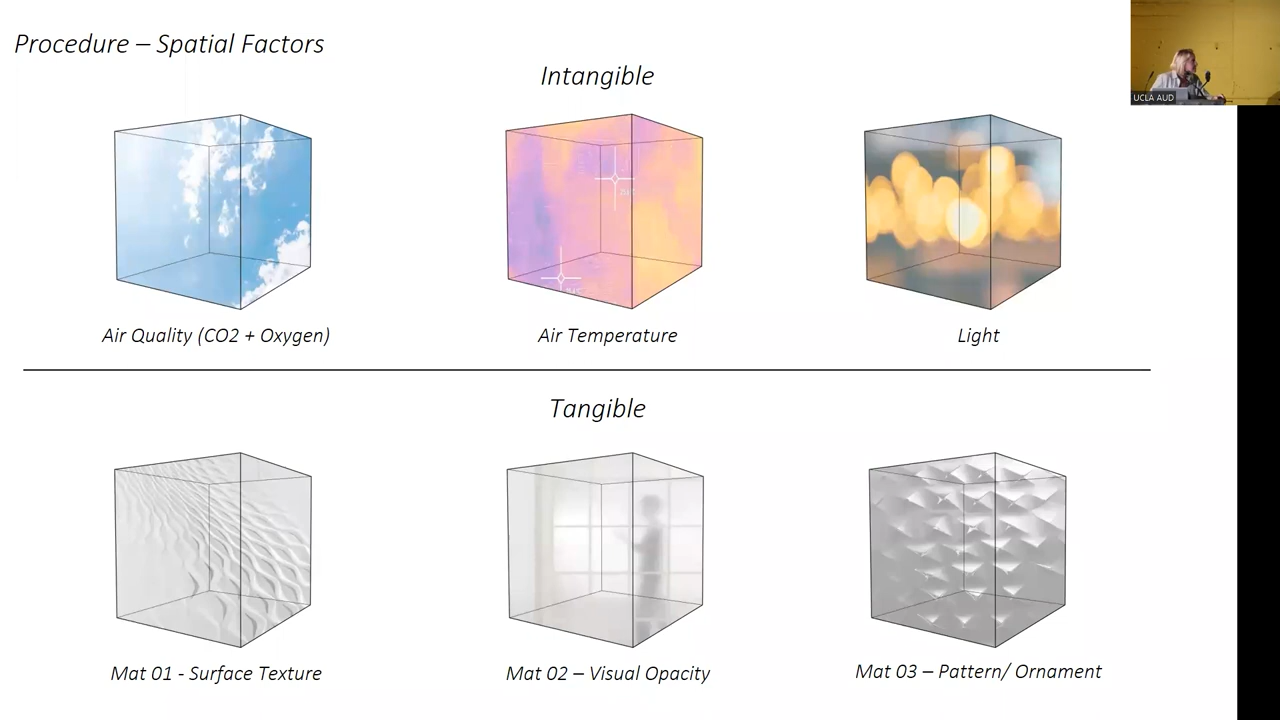 Procedure – Spatial Factors
UCLA AUD
Intangible
Air Quality (CO2 + Oxygen)
Air Temperature
Light
Tangible
Mat 01 - Surface Texture
Mat 02 – Visual Opacity
Mat 03 – Pattern/ Ornament